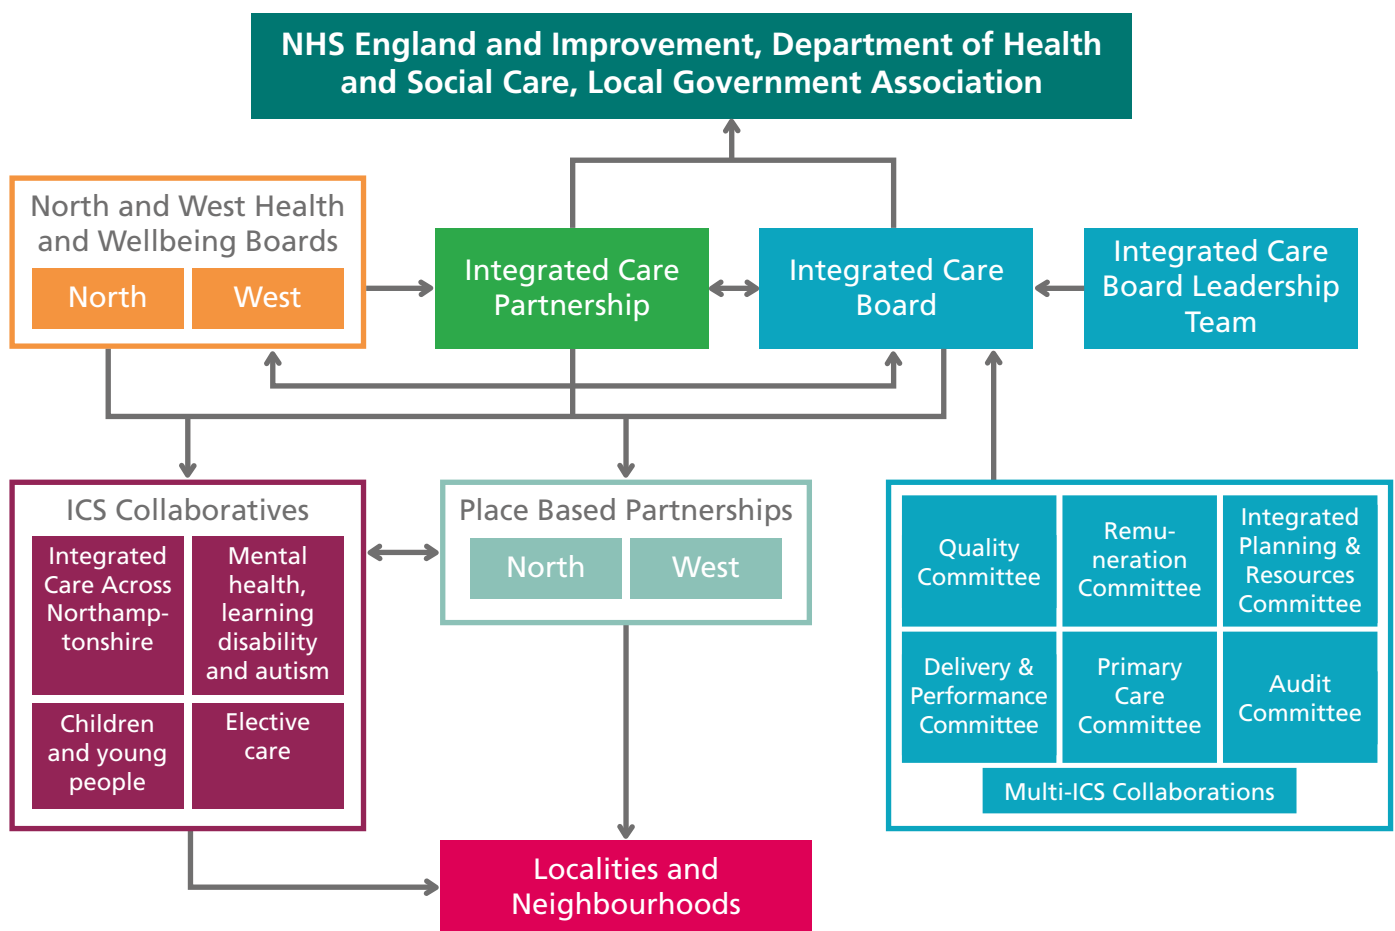 NHS England and Improvement, Department of Health
and Social Care, Local Government Association
North and West Health
and Wellbeing Boards
North
West
Integrated Care
Partnership
Integrated Care
Board
Integrated Care
Board Leadership
Team
ICS Collaboratives
Integrated
Care Across
Northamp-
tonshire
Mental
health,
learning
disability
and autism
Children
and young
people
Elective
care
Place Based Partnerships
North
West
Quality
Committee
Remu-
neration
Committee
Integrated
Planning &
Resources
Committee
Delivery &
Performance
Committee
Primary
Care
Committee
Audit
Committee
Multi-ICS Collaborations
Localities and
Neighbourhoods